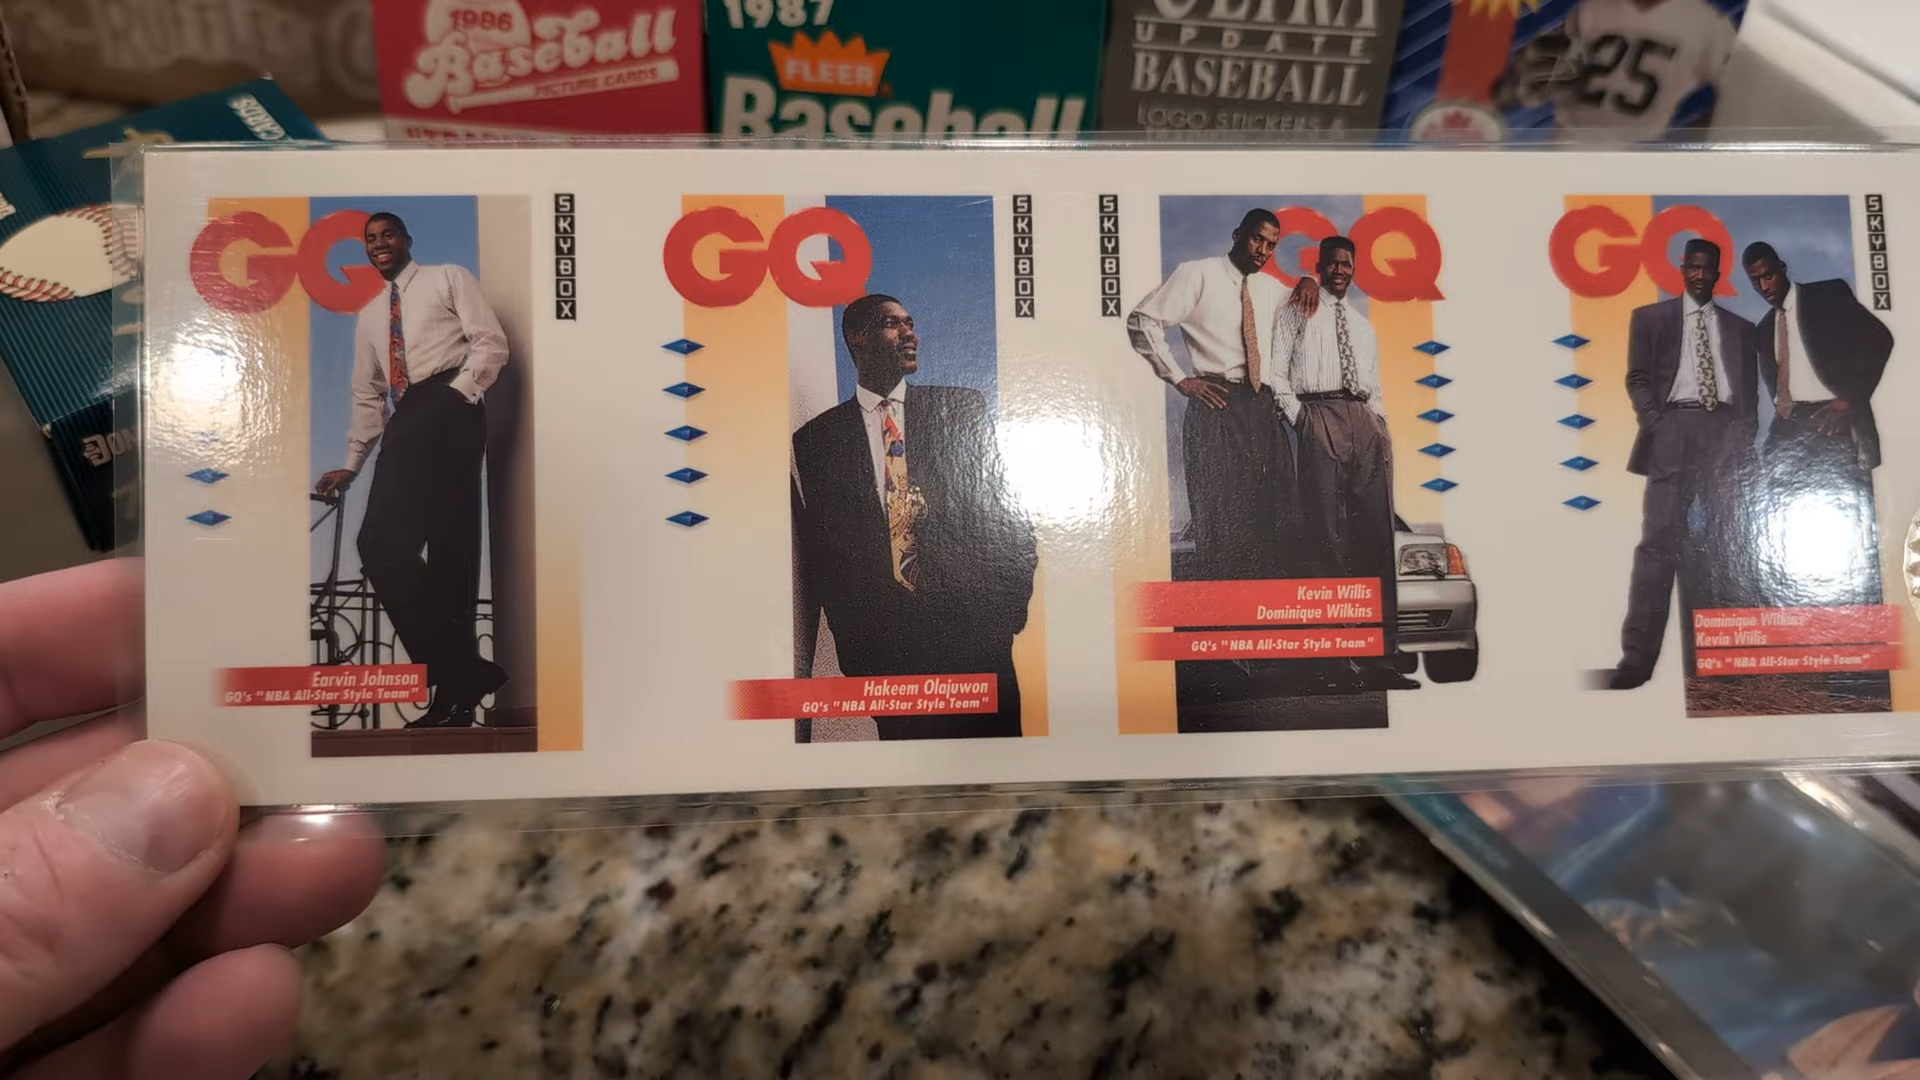 1986
Baseball
PICTURE CARDS
1987
FLEER
Baseball
ULTRA
UPDATE
BASEBALL
LOGO STICKERS &
25
CARDS
GQ
SKYBOX
Earvin Johnson
GQ's "NBA All-Star Style Team"
GQ
SKYBOX
Hakeem Olajuwon
GQ's "NBA All-Star Style Team"
SKYBOX
GQ
Kevin Willis
Dominique Wilkins
GQ's "NBA All-Star Style Team"
GQ
SKYBOX
Dominique Wilkins
Kevin Willis
GQ's "NBA All-Star Style Team"